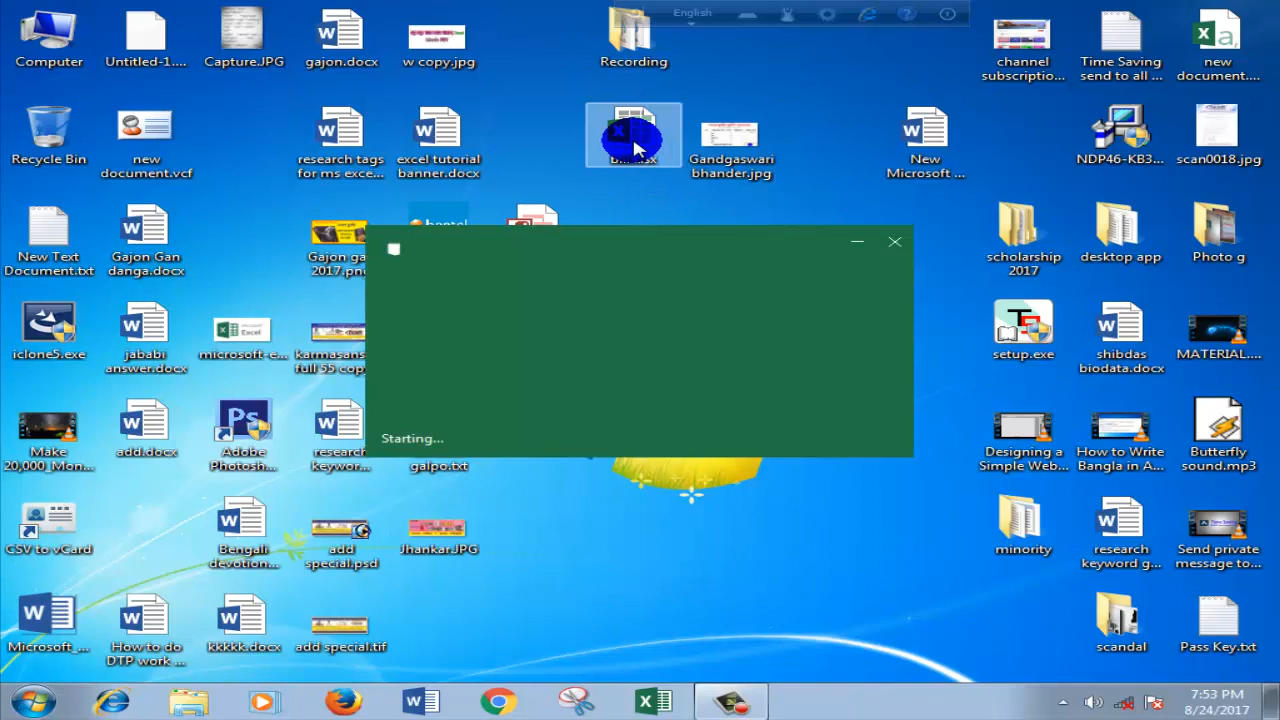 English
Computer
Untitled-1....
Capture.JPG
gajon.docx
w copy.jpg
Recording
channel
subscriptio...
Time Saving
send to all ...
new
document....
Recycle Bin
new
document.vcf
research tags
for ms exce...
excel tutorial
banner.docx
Gandgaswari
bhander.jpg
New
Microsoft ...
NDP46-KB3...
scan0018.jpg
New Text
Document.txt
Gajon Gan
danga.docx
2017.pn
scholarship
2017
desktop app
Photo g
Starting...
iclone5.exe
jababi
answer.docx
microsoft-e...
karmasans
full 55 cop
setup.exe
shibdas
biodata.docx
MATERIAL....
Make
20,000_Mon...
add.docx
Adobe
Photosh...
research
keywor...
galpo.txt
Designing a
Simple Web...
How to Write
Bangla in A...
Butterfly
sound.mp3
CSV to vCard
Bengali
devotion...
add
special.psd
Jhankar.JPG
minority
research
keyword g...
Send private
message to...
Microsoft_...
How to do
DTP work ...
kkkkk.docx
add special.tif
scandal
Pass Key.txt
7:53 PM
8/24/2017